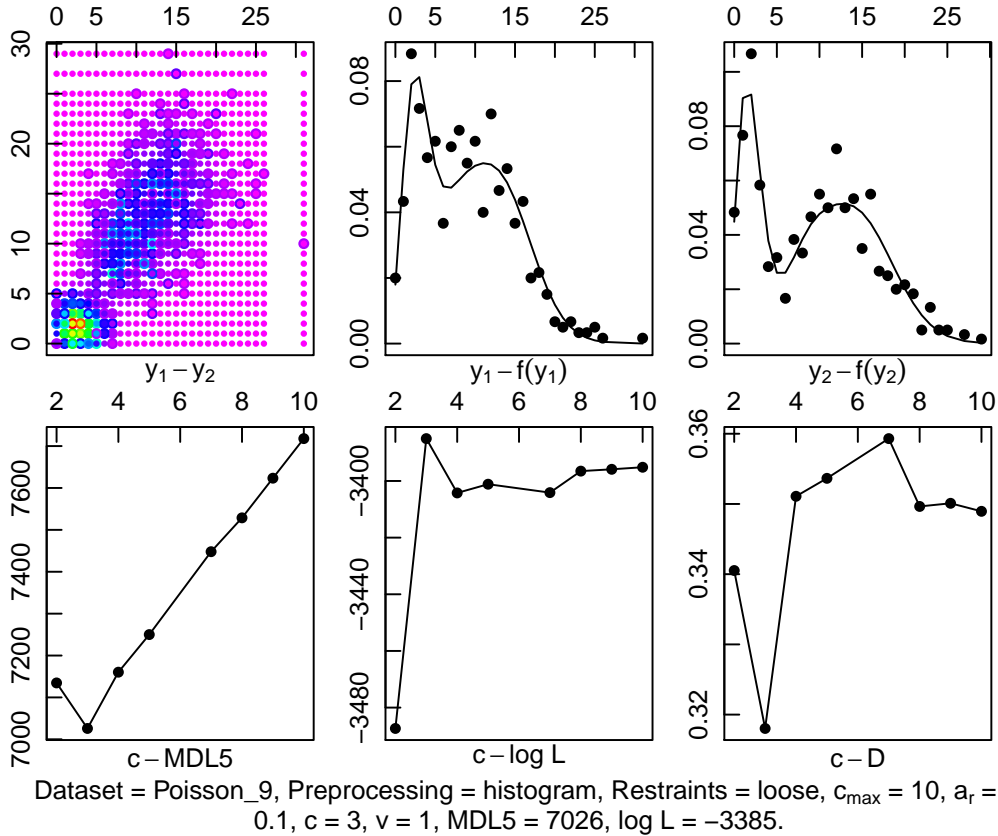 0 5 15 25
0 5 15 25
0 5 15 25
30
20
15
10
5
0
0.08
0.04
0.00
0.08
0.04
0.00
y1 − y2
y1 − f(y1)
y2 − f(y2)
2 4 6 8 10
2 4 6 8 10
2 4 6 8 10
7600
7400
7200
7000
−3400
−3440
−3480
0.36
0.34
0.32
c − MDL5
c − log L
c − D
Dataset = Poisson_9, Preprocessing = histogram, Restraints = loose, cmax = 10, ar =
0.1, c = 3, v = 1, MDL5 = 7026, log L = −3385.